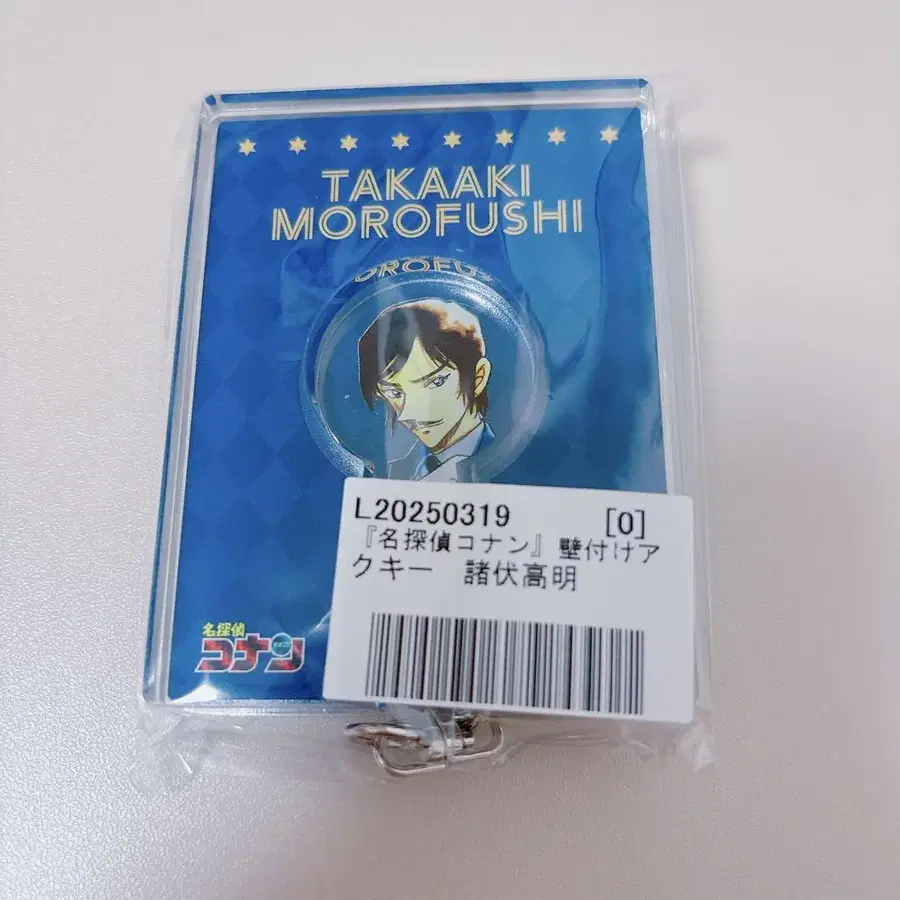 TAKAAKI
MOROFUSHI
OROFUS
L20250319 [0]
『名探偵コナン』壁付けア
クキー 諸伏高明
名探偵
コナン